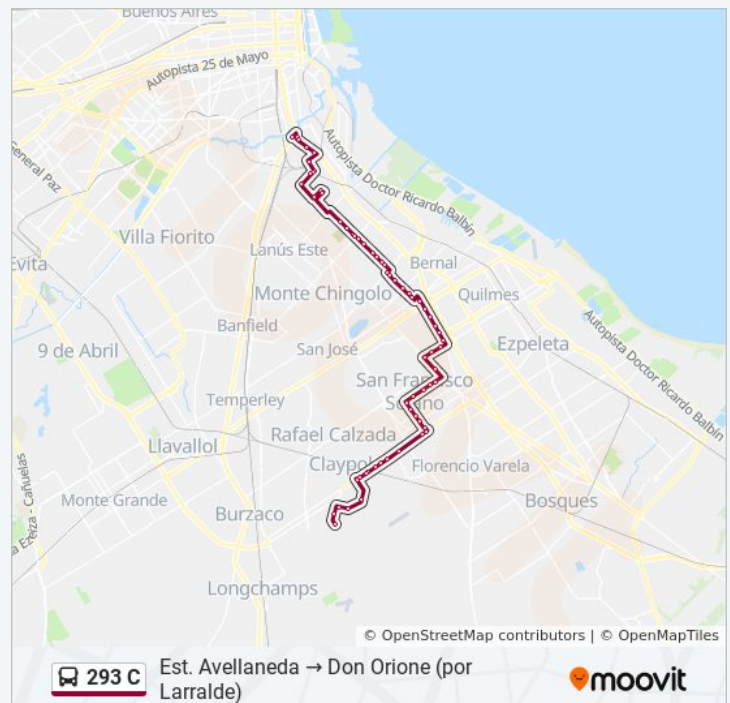 Buenos Aires
Autopista 25 de Mayo
General Paz
Autopista Doctor Ricardo Balbín
Villa Fiorito
Lanús Este
Evita
Bernal
Monte Chingolo
Quilmes
Banfield
Autopista Doctor Ricardo Balbín
9 de Abril
San José
Ezpeleta
Temperley
San Francisco
Solano
Llavallol
Rafael Calzada
Claypole
Florencio Varela
Monte Grande
Bosques
Burzaco
a Ezeiza - Cañuelas
Longchamps
© OpenStreetMap contributors | © OpenMapTiles
293 C
Est. Avellaneda → Don Orione (por
Larralde)
moovit